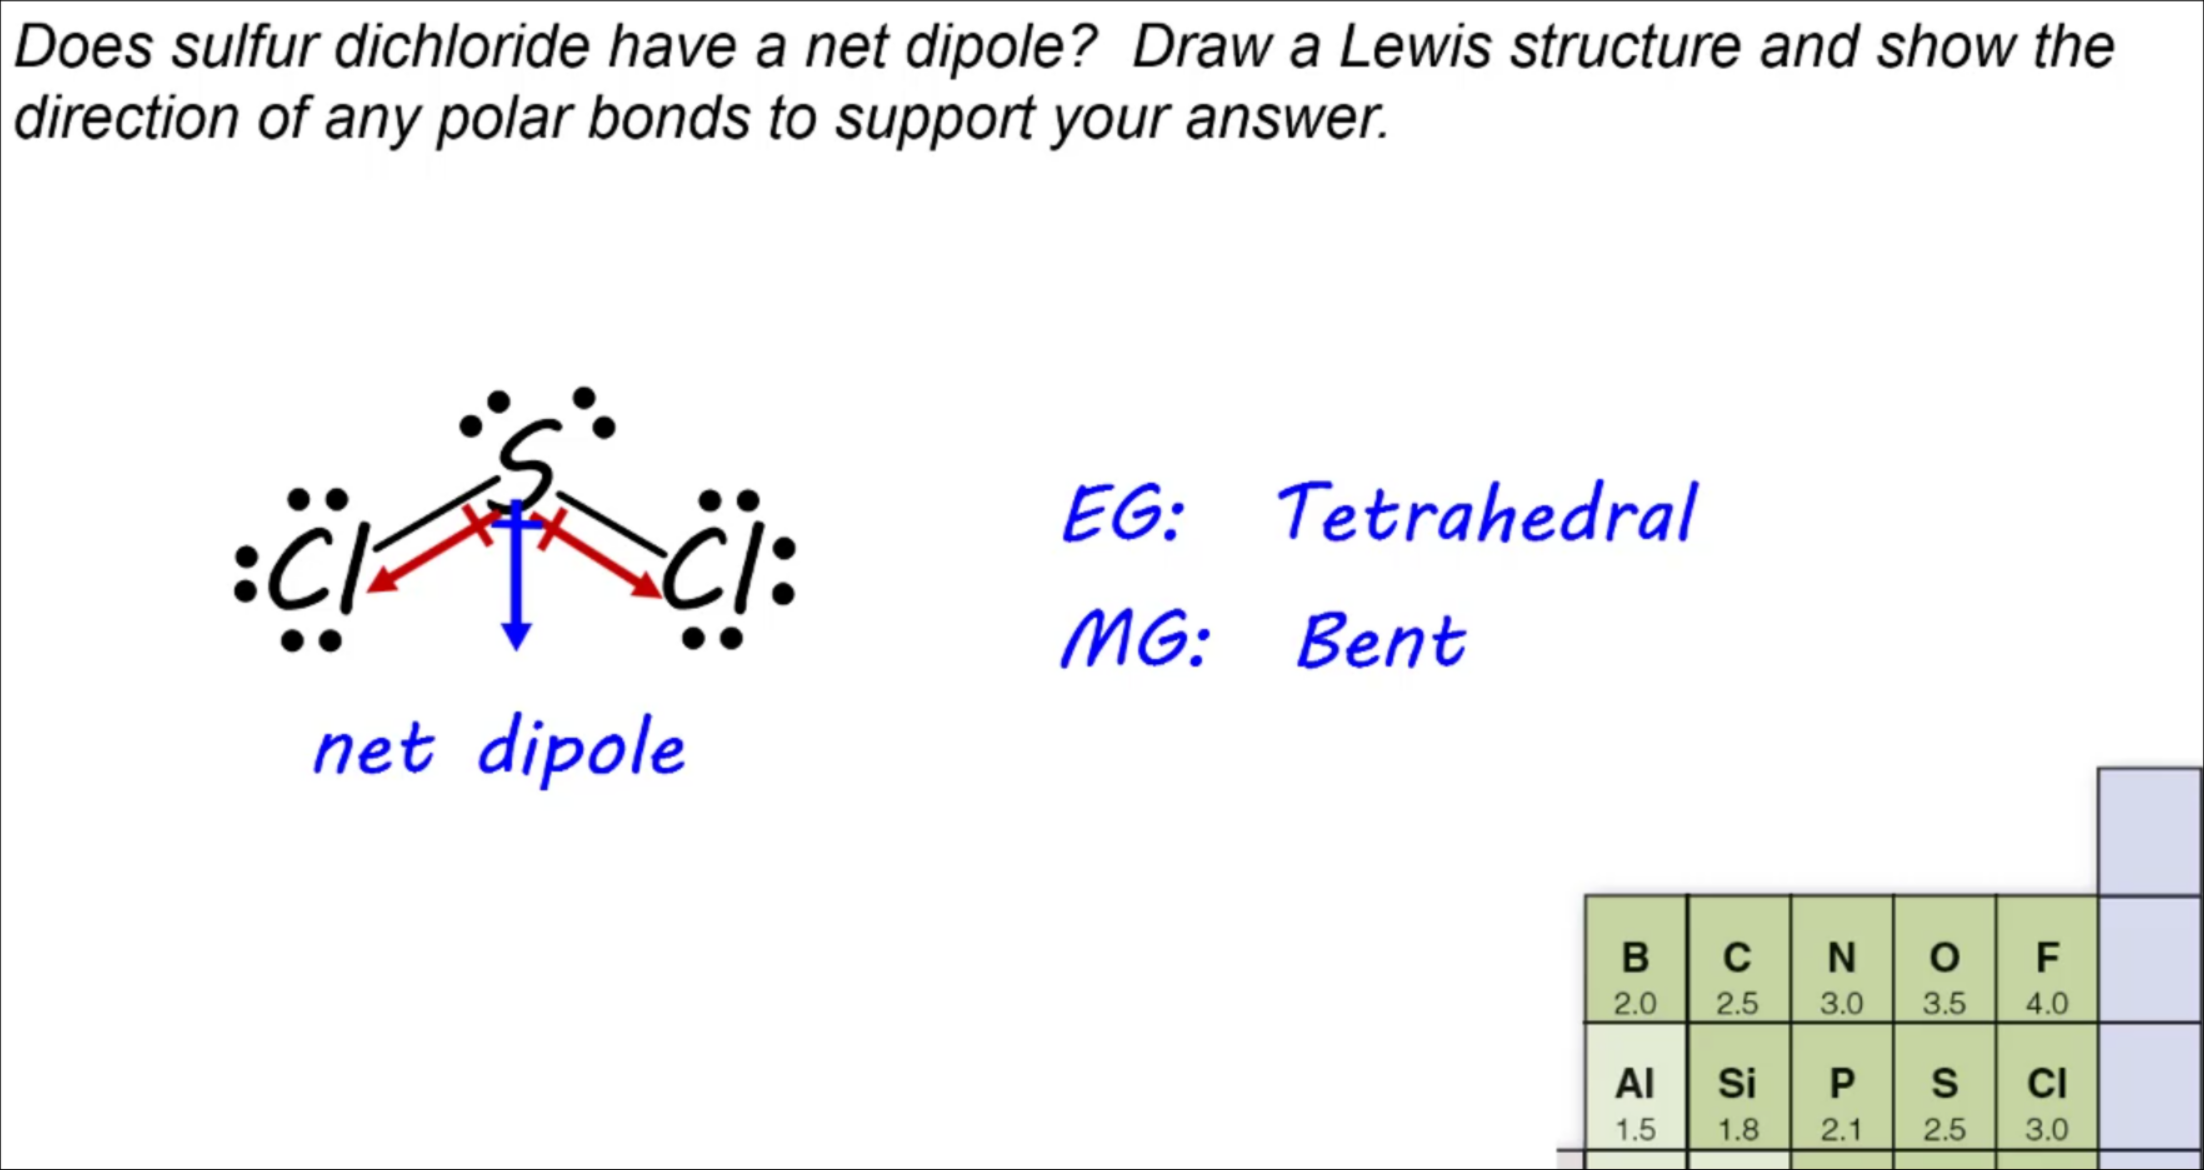 Does sulfur dichloride have a net dipole? Draw a Lewis structure and show the
direction of any polar bonds to support your answer.
S
Cl Cl
net dipole
EG: Tetrahedral
MG: Bent
B C N O F
2.0 2.5 3.0 3.5 4.0
Al Si P S Cl
1.5 1.8 2.1 2.5 3.0